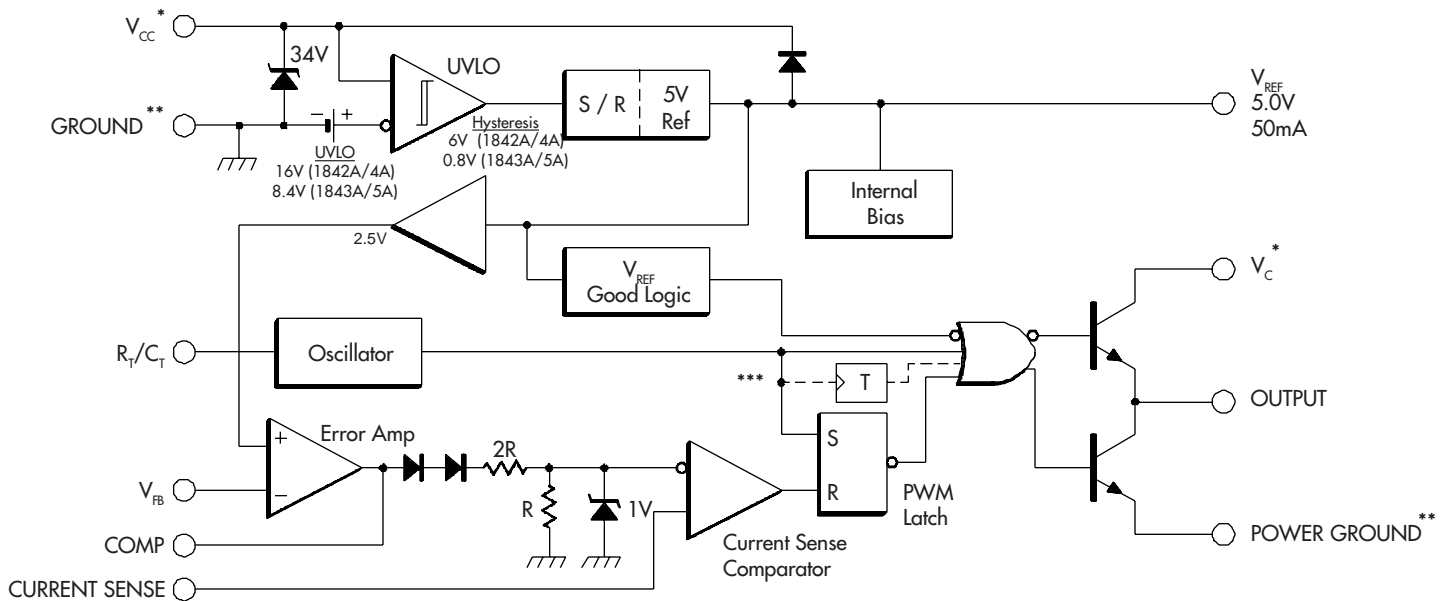 VCC*
34V
UVLO
S / R
5V
Ref
VREF
5.0V
50mA
GROUND**
− +
UVLO
16V (1842A/4A)
8.4V (1843A/5A)
Hysteresis
6V (1842A/4A)
0.8V (1843A/5A)
Internal
Bias
2.5V
VREF
Good Logic
VC*
RT/CT
Oscillator
***
T
OUTPUT
Error Amp
+
−
2R
R
1V
S
R
PWM
Latch
VFB
COMP
Current Sense
Comparator
POWER GROUND**
CURRENT SENSE